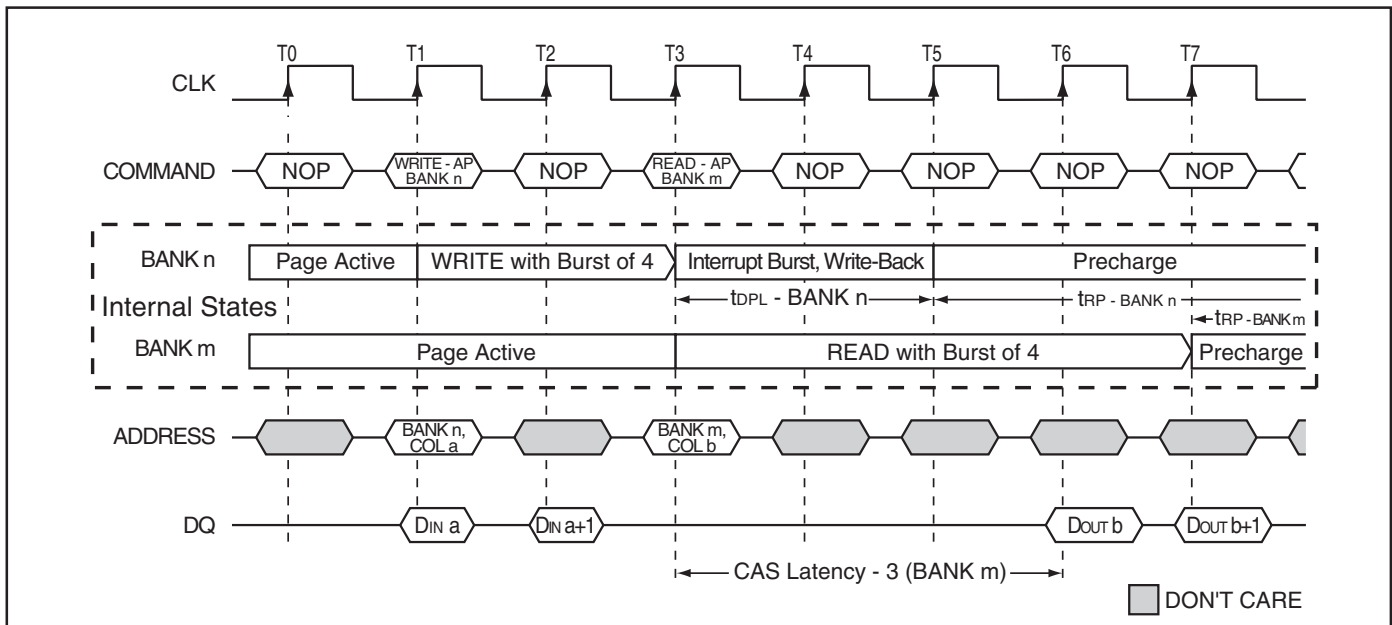 T0 T1 T2 T3 T4 T5 T6 T7
CLK
COMMAND NOP WRITE - AP NOP READ - AP NOP NOP NOP NOP
BANK n BANK m
BANK n Page Active WRITE with Burst of 4 Interrupt Burst, Write-Back Precharge
tDPL - BANK n tRP - BANK n
Internal States
tRP - BANK m
BANK m Page Active READ with Burst of 4 Precharge
ADDRESS BANK n, BANK m,
COL a COL b
DQ DIN a DIN a+1 DOUT b DOUT b+1
CAS Latency - 3 (BANK m)
DON'T CARE